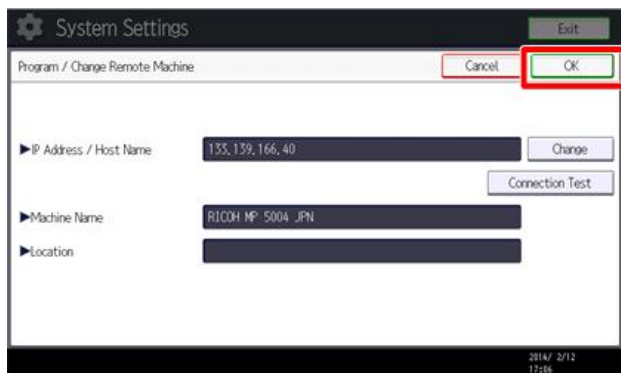 System Settings
Exit
Program / Change Remote Machine
Cancel
OK
▶IP Address / Host Name
133,139,166,40
Change
Connection Test
▶Machine Name
RICOH MP 5004 JPN
▶Location
2014/ 2/12
17:06